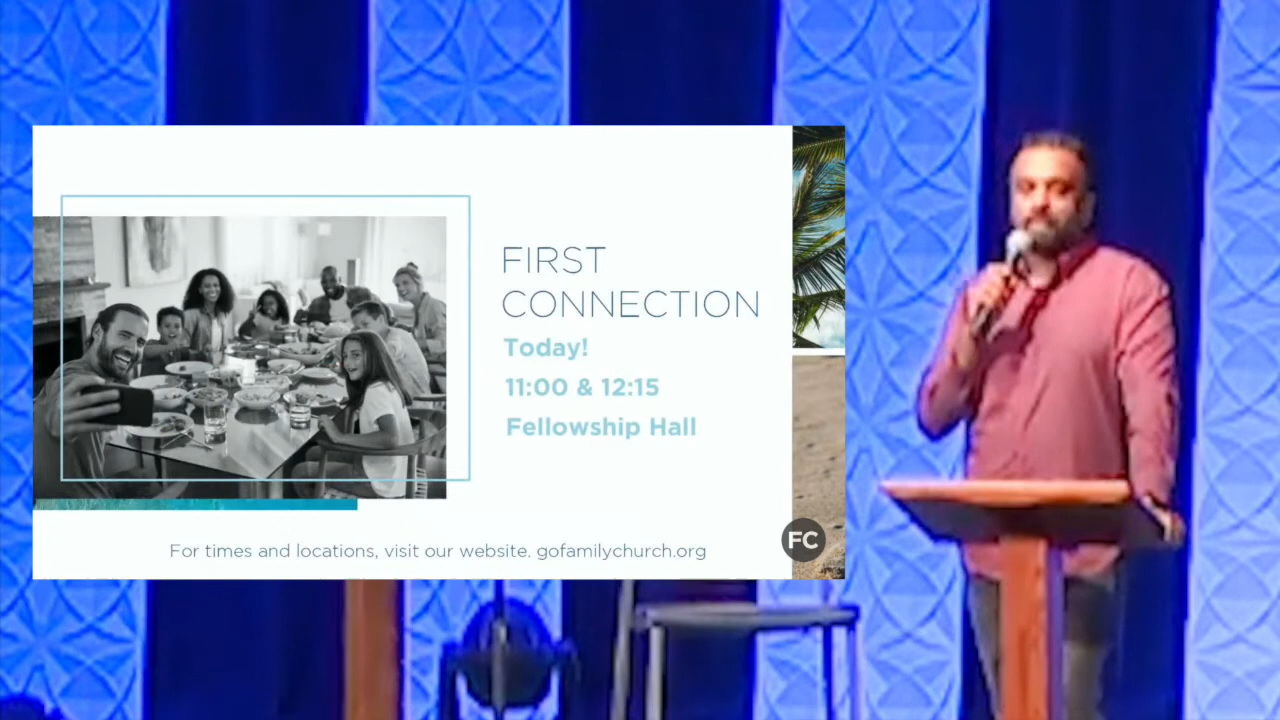 FIRST
CONNECTION
Today!
11:00 & 12:15
Fellowship Hall
For times and locations, visit our website. gofamilychurch.org
FC